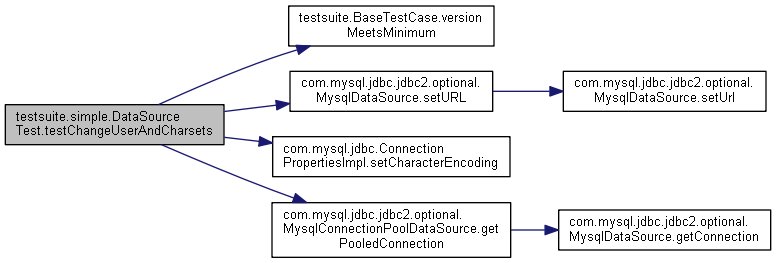 testsuite.BaseTestCase.version
MeetsMinimum
com.mysql.jdbc.jdbc2.optional.
MysqlDataSource.setURL
com.mysql.jdbc.jdbc2.optional.
MysqlDataSource.setUrl
testsuite.simple.DataSource
Test.testChangeUserAndCharsets
com.mysql.jdbc.Connection
PropertiesImpl.setCharacterEncoding
com.mysql.jdbc.jdbc2.optional.
MysqlConnectionPoolDataSource.get
PooledConnection
com.mysql.jdbc.jdbc2.optional.
MysqlDataSource.getConnection